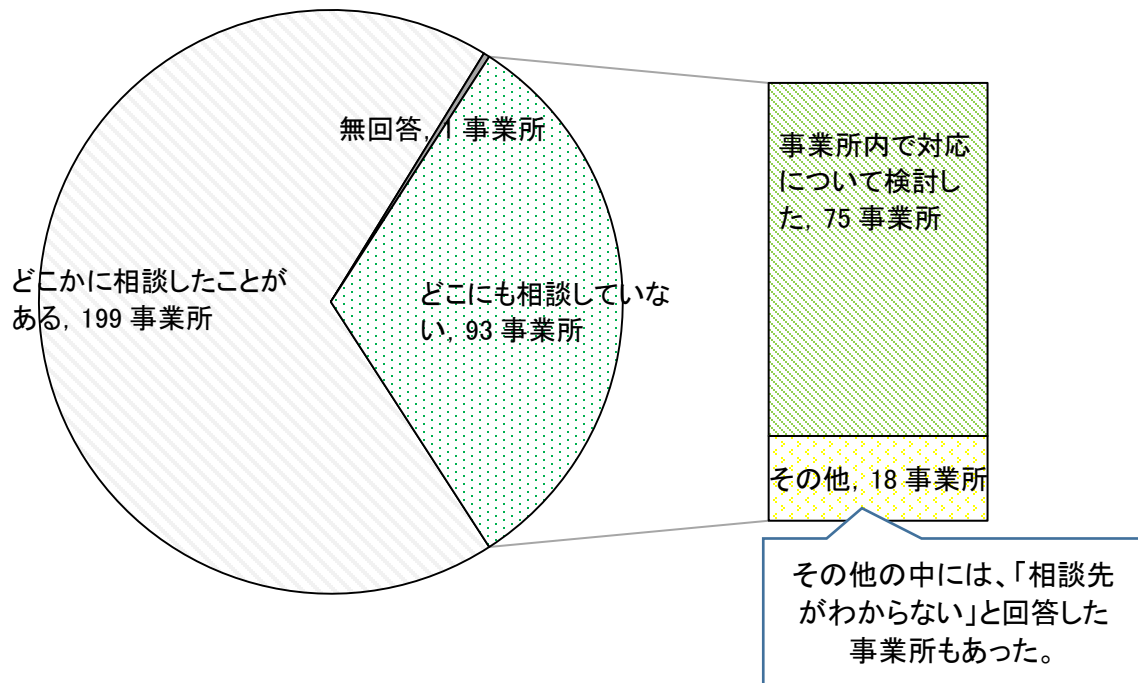 無回答, 1 事業所
どこかに相談したことが
ある, 199 事業所
どこにも相談していな
い, 93 事業所
事業所内で対応
について検討し
た, 75 事業所
その他, 18 事業所
その他の中には、「相談先
がわからない」と回答した
事業所もあった。